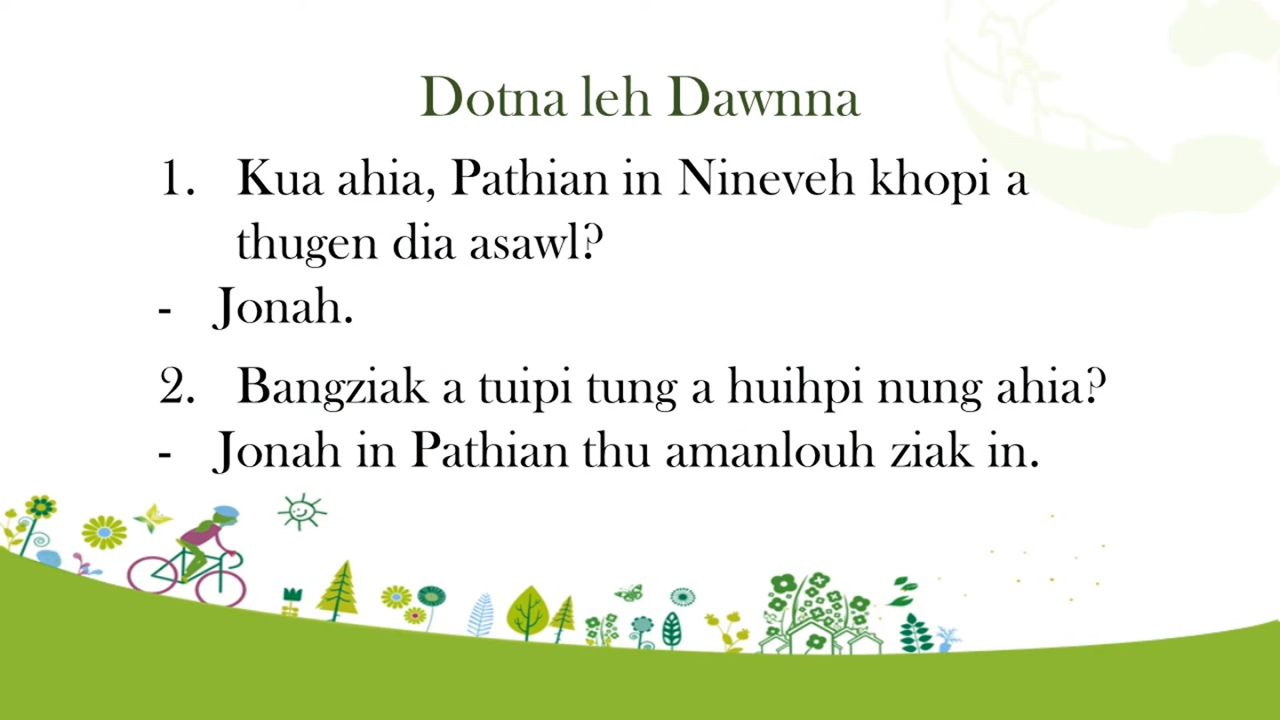 Dotna leh Dawnna
1. Kua ahia, Pathian in Nineveh khopi a
thugen dia asawl?
- Jonah.
2. Bangziak a tuipi tung a huihpi nung ahia?
- Jonah in Pathian thu amanlouh ziak in.